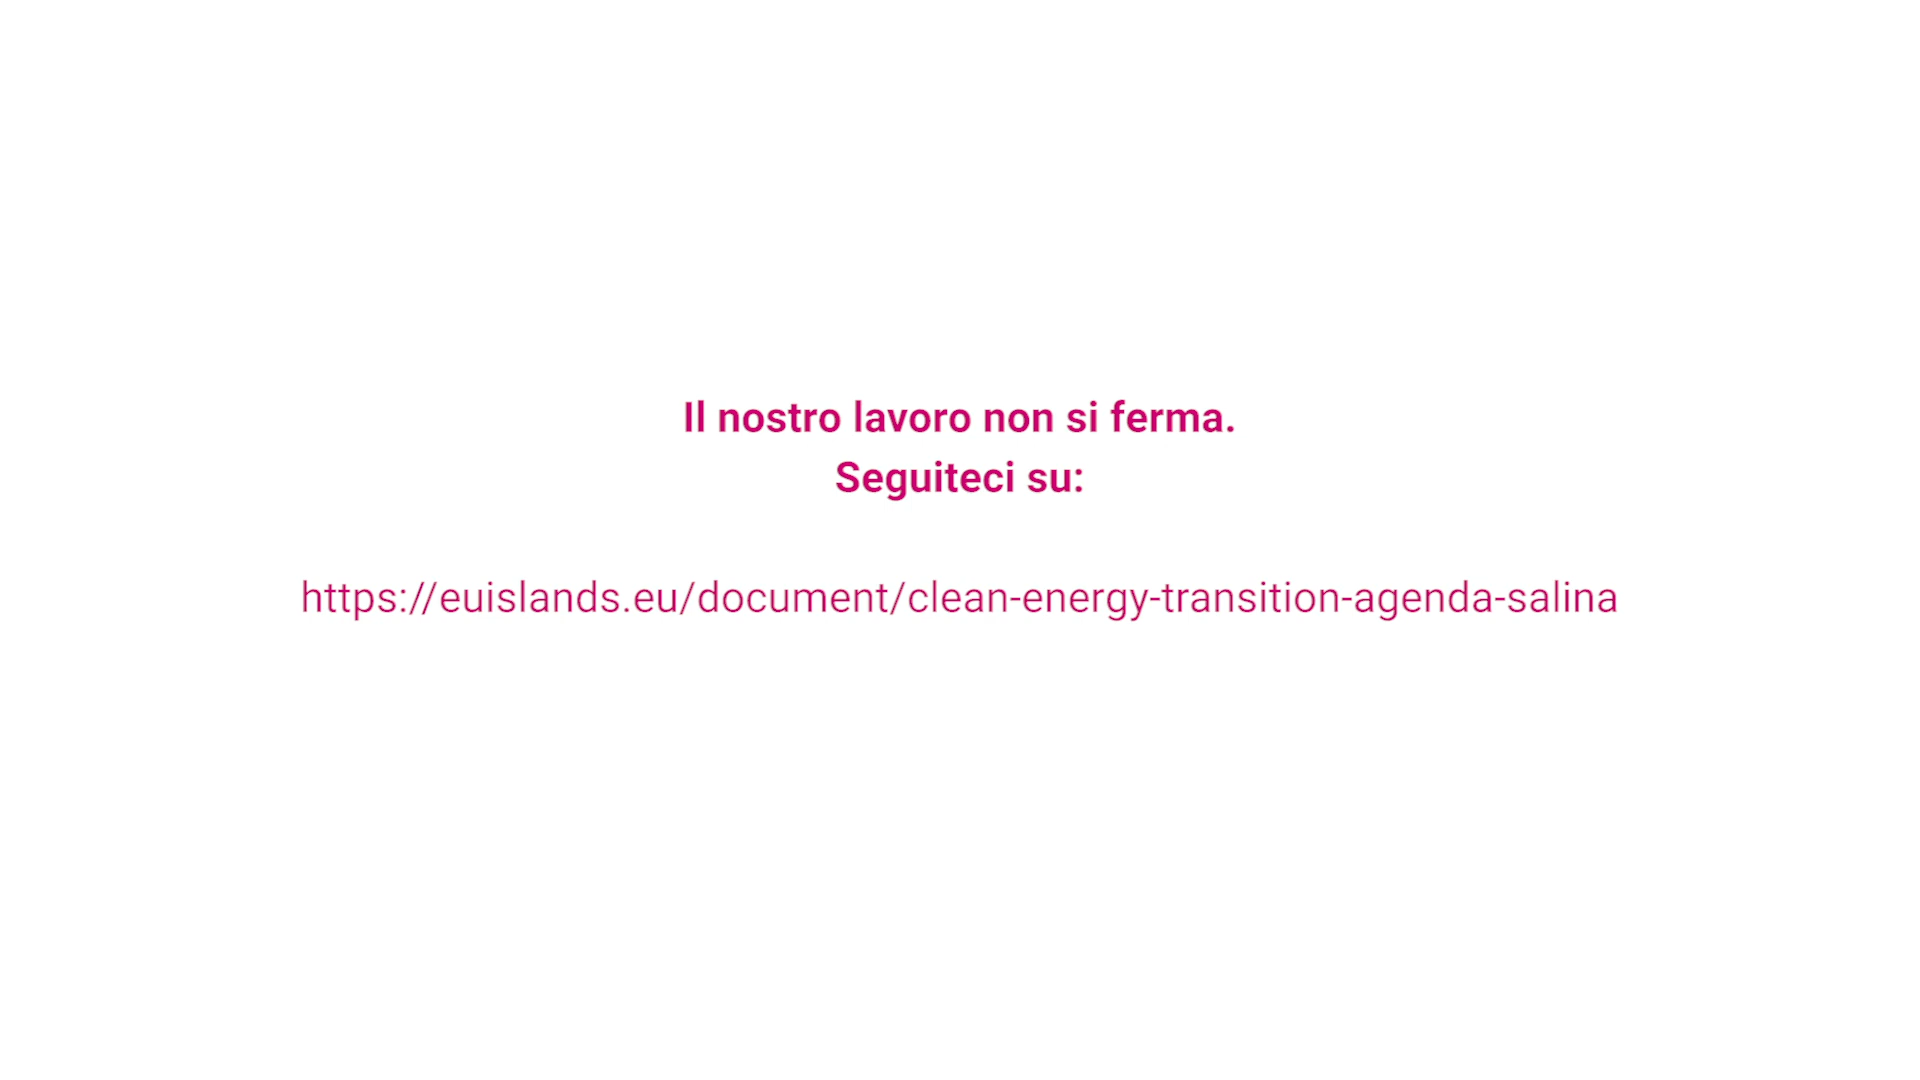 Il nostro lavoro non si ferma.
Seguiteci su:
https://euislands.eu/document/clean-energy-transition-agenda-salina